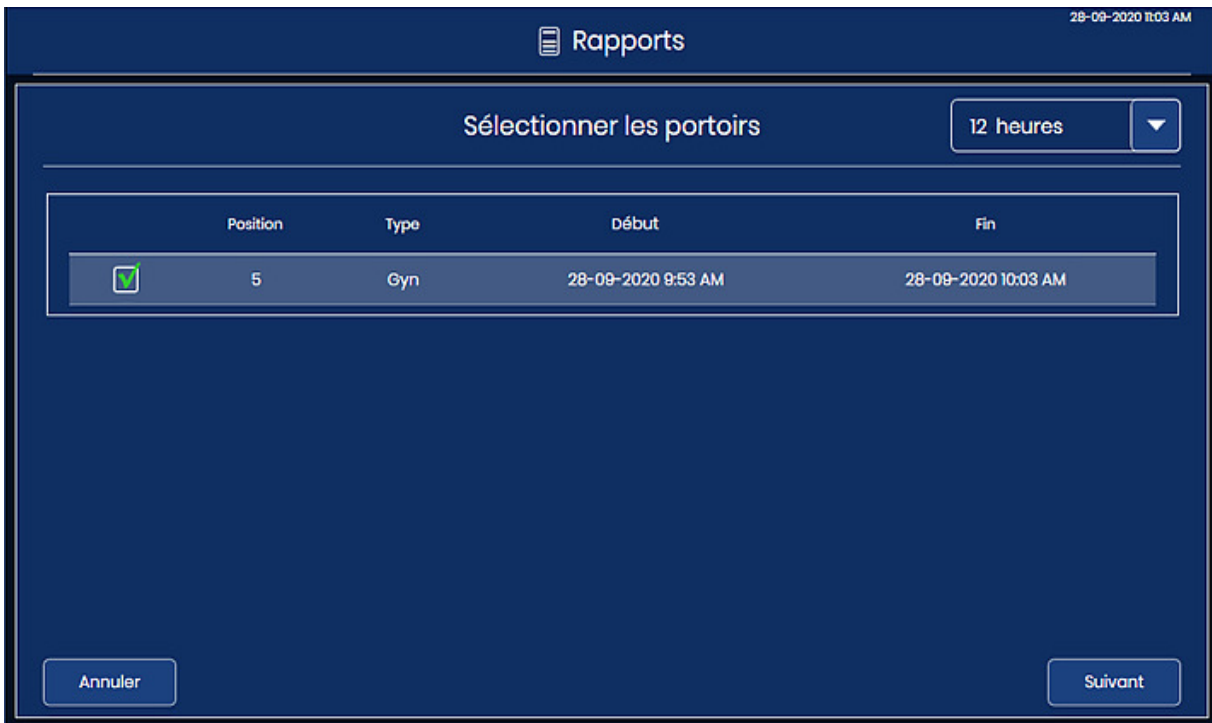 28-09-2020 11:03 AM
Rapports
Sélectionner les portoirs
12 heures
Position Type Début Fin
5 Gyn 28-09-2020 9:53 AM 28-09-2020 10:03 AM
Annuler Suivant